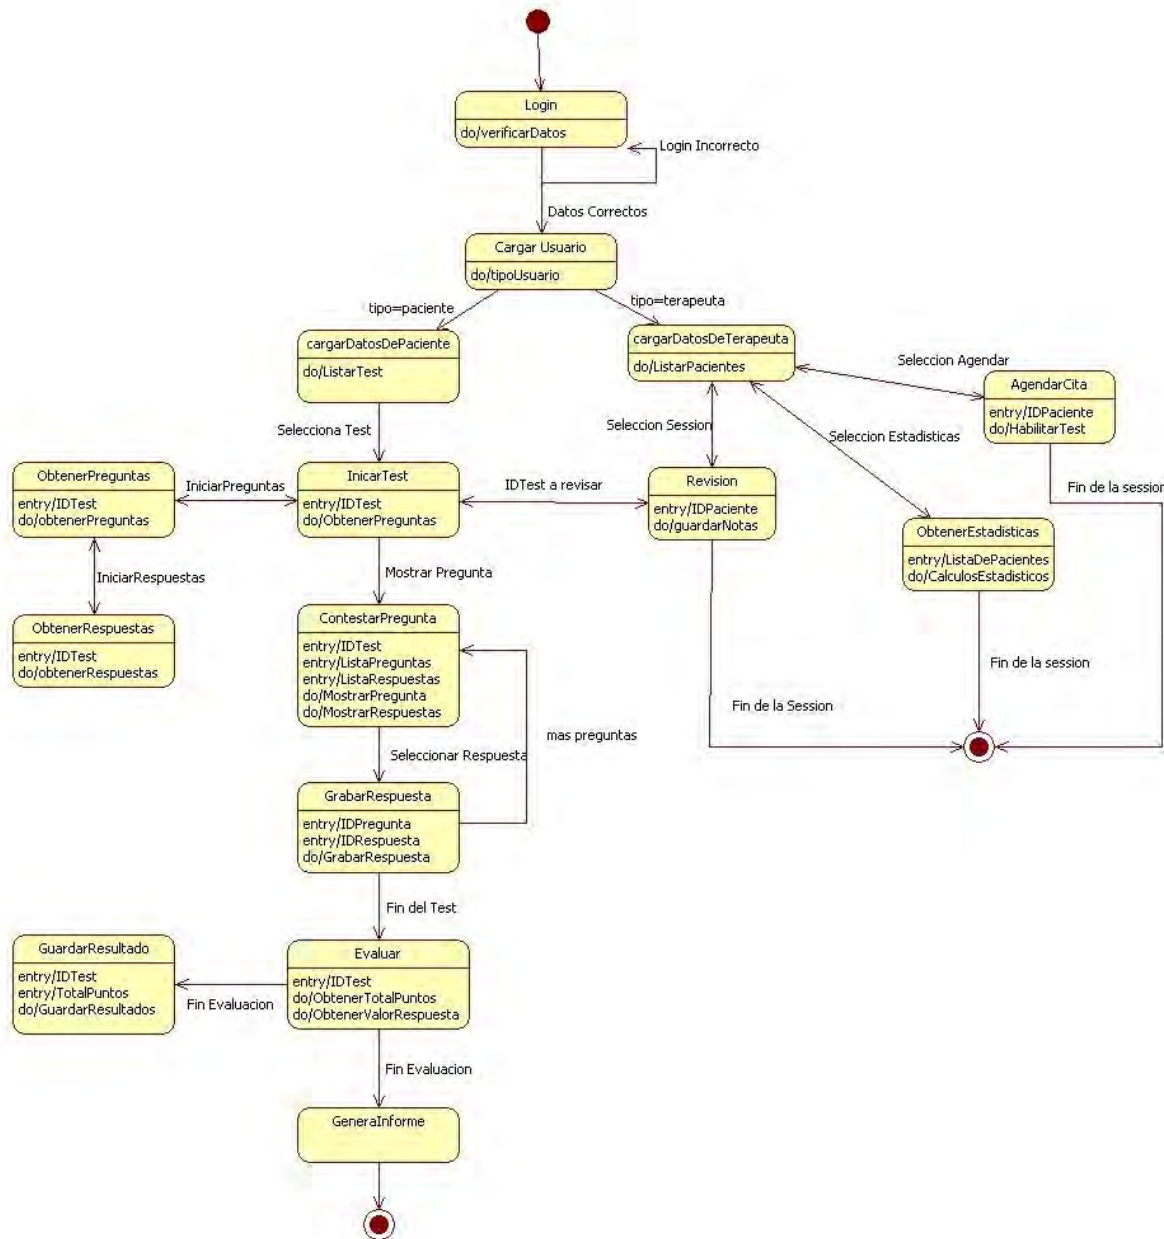 Login
do/verificarDatos
Login Incorrecto
Datos Correctos
Cargar Usuario
do/tipoUsuario
tipo=paciente
tipo=terapeuta
cargarDatosDePaciente
do/ListarTest
cargarDatosDeTerapeuta
do/ListarPacientes
Seleccion Agendar
AgendarCita
entry/IDPaciente
do/HabilitarTest
Selecciona Test
Seleccion Session
Seleccion Estadisticas
ObtenerPreguntas
entry/IDTest
do/obtenerPreguntas
IniciarPreguntas
InicarTest
entry/IDTest
do/ObtenerPreguntas
IDTest a revisar
Revision
entry/IDPaciente
do/guardarNotas
Fin de la session
ObtenerEstadisticas
entry/ListaDePacientes
do/CalculosEstadisticos
IniciarRespuestas
Mostrar Pregunta
ObtenerRespuestas
entry/IDTest
do/obtenerRespuestas
ContestarPregunta
entry/IDTest
entry/ListaPreguntas
entry/ListaRespuestas
do/MostrarPregunta
do/MostrarRespuestas
Fin de la session
Fin de la Session
mas preguntas
Seleccionar Respuesta
GrabarRespuesta
entry/IDPregunta
entry/IDRespuesta
do/GrabarRespuesta
Fin del Test
GuardarResultado
entry/IDTest
entry/TotalPuntos
do/GuardarResultados
Fin Evaluacion
Evaluar
entry/IDTest
do/ObtenerTotalPuntos
do/ObtenerValorRespuesta
Fin Evaluacion
GeneraInforme